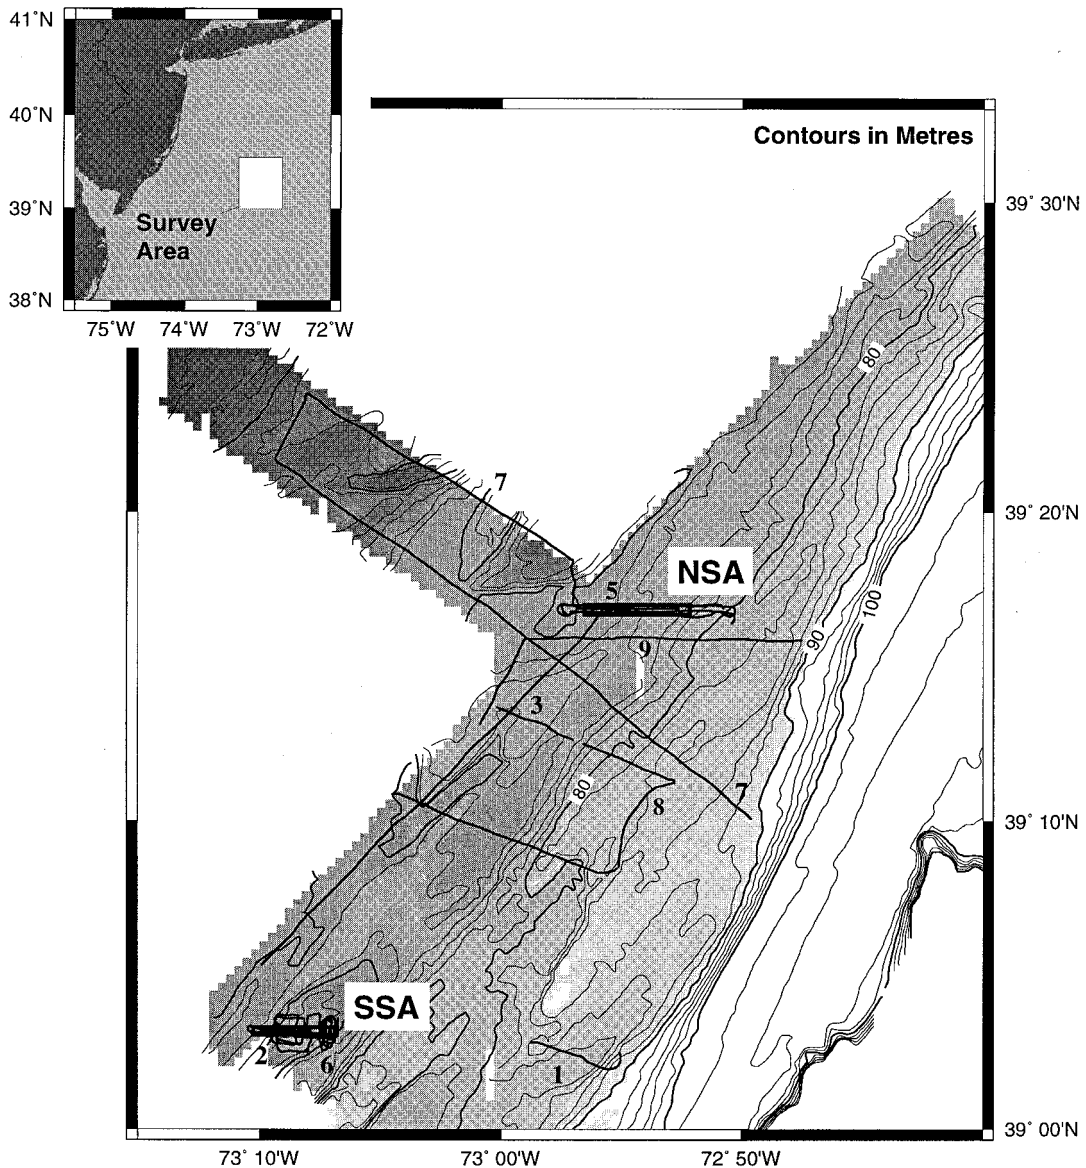 41°N
40°N
39°N
38°N
75°W 74°W 73°W 72°W
Survey
Area
Contours in Metres
39° 30'N
80
7
39° 20'N
NSA
5
100
90
9
3
80
8
7
39° 10'N
SSA
2
6
1
39° 00'N
73° 10'W 73° 00'W 72° 50'W